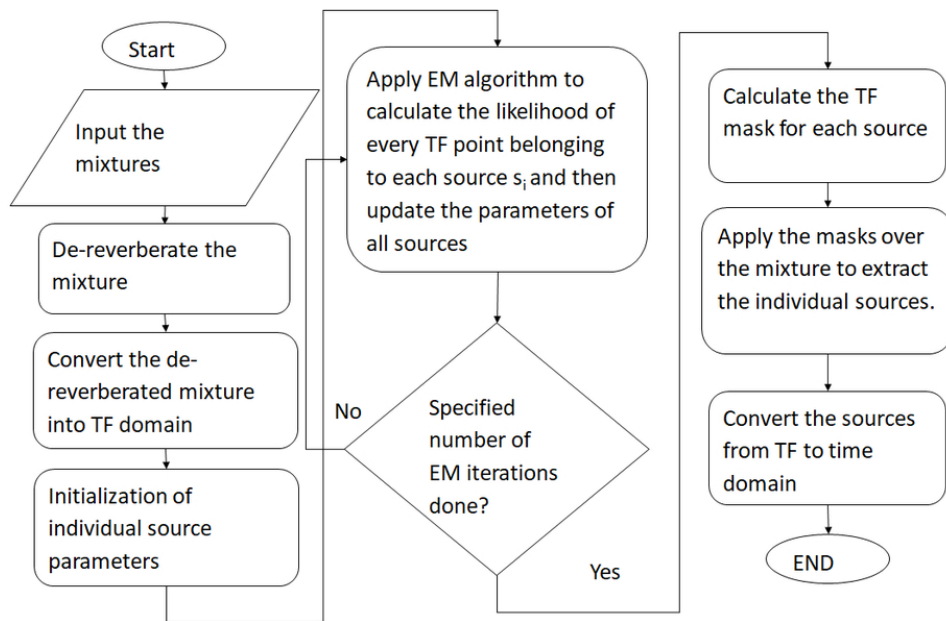 Start
Input the
mixtures
De-reverberate the
mixture
Convert the de-
reverberated mixture
into TF domain
Initialization of
individual source
parameters
Apply EM algorithm to
calculate the likelihood of
every TF point belonging
to each source sᵢ and then
update the parameters of
all sources
No
Specified
number of
EM iterations
done?
Yes
Calculate the TF
mask for each source
Apply the masks over
the mixture to extract
the individual sources.
Convert the sources
from TF to time
domain
END